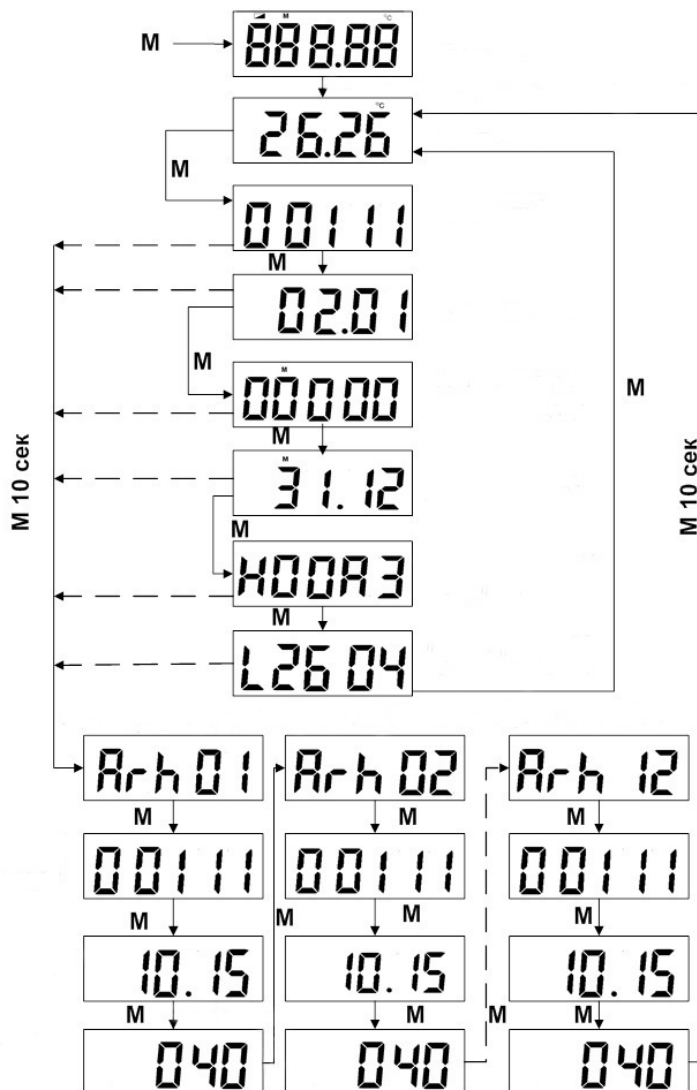 М
°C
М 888.88
°C
26.26
М
00111
М
02.01
М
М
00000
М
М
31.12
М
H00A3
М
L2604
М
М 10 сек
М 10 сек
Arh 01
Arh 02
Arh 12
М
М
М
00111
00111
00111
М
М
М
М
10.15
10.15
10.15
М
М
М
М
040
040
040